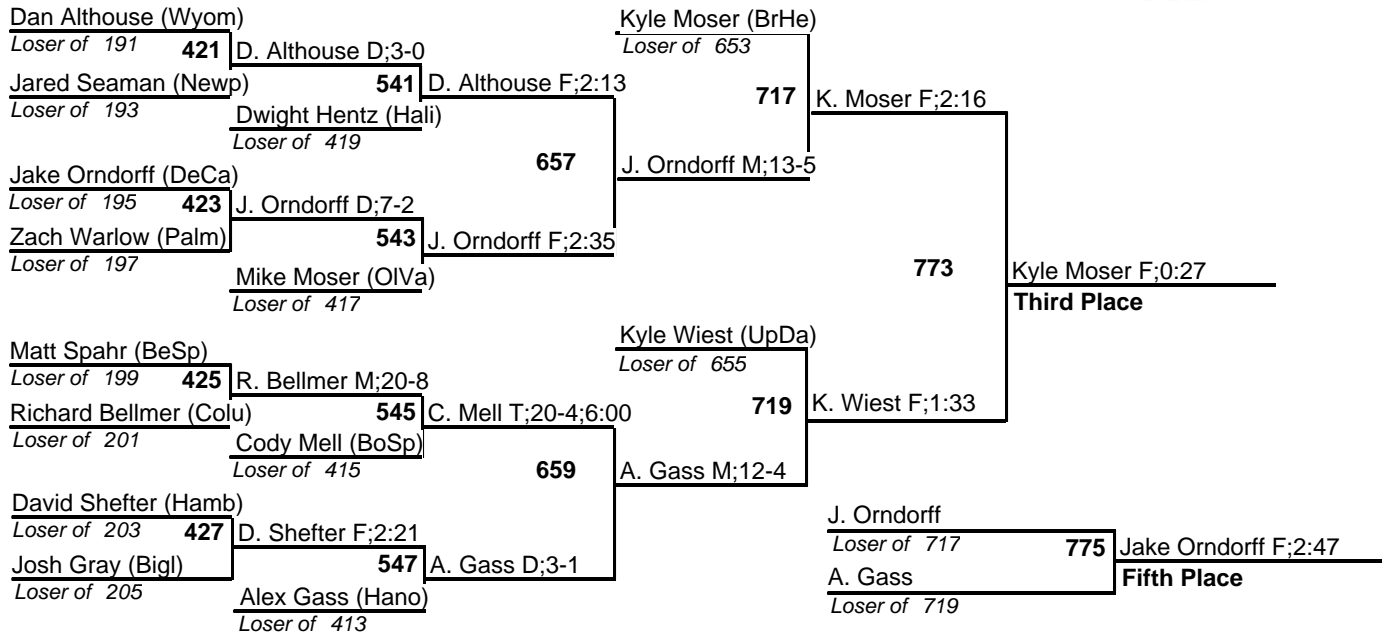 Dan Althouse (Wyom)
Loser of 191
421
D. Althouse D;3-0
Jared Seaman (Newp)
Loser of 193
541
D. Althouse F;2:13
Dwight Hentz (Hali)
Loser of 419
Jake Orndorff (DeCa)
Loser of 195
423
J. Orndorff D;7-2
Zach Warlow (Palm)
Loser of 197
543
J. Orndorff F;2:35
Mike Moser (OlVa)
Loser of 417
657
Kyle Moser (BrHe)
Loser of 653
717
K. Moser F;2:16
J. Orndorff M;13-5
Matt Spahr (BeSp)
Loser of 199
425
R. Bellmer M;20-8
Richard Bellmer (Colu)
Loser of 201
545
C. Mell T;20-4;6:00
Cody Mell (BoSp)
Loser of 415
David Shefter (Hamb)
Loser of 203
427
D. Shefter F;2:21
Josh Gray (Bigl)
Loser of 205
547
A. Gass D;3-1
Alex Gass (Hano)
Loser of 413
659
Kyle Wiest (UpDa)
Loser of 655
719
K. Wiest F;1:33
A. Gass M;12-4
773
Kyle Moser F;0:27
Third Place
J. Orndorff
Loser of 717
775
Jake Orndorff F;2:47
A. Gass
Fifth Place
Loser of 719